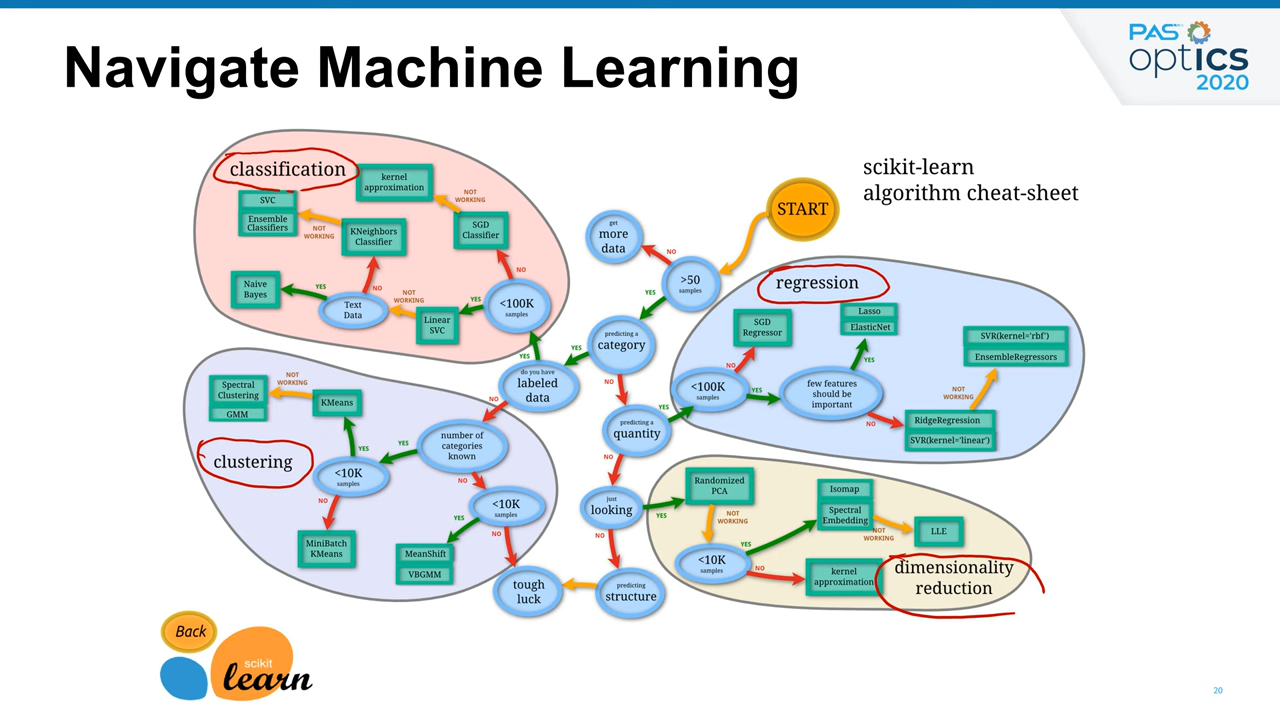 Navigate Machine Learning
PAS
optICS
2020
scikit-learn
algorithm cheat-sheet
START
classification
kernel
approximation
NOT
WORKING
SVC
Ensemble
Classifiers
NOT
WORKING
KNeighbors
Classifier
SGD
Classifier
NO
Naive
Bayes
YES
Text
Data
NO
NOT
WORKING
Linear
SVC
YES
<100K
samples
get
more
data
NO
>50
samples
YES
predicting a
category
YES
YES
do you have
labeled
data
NO
NO
predicting a
quantity
YES
NO
just
looking
YES
NO
predicting
structure
tough
luck
regression
SGD
Regressor
Lasso
ElasticNet
SVR(kernel='rbf')
EnsembleRegressors
NO
YES
<100K
samples
YES
few features
should be
important
NOT
WORKING
NO
RidgeRegression
SVR(kernel='linear')
clustering
Spectral
Clustering
GMM
NOT
WORKING
KMeans
YES
YES
number of
categories
known
<10K
samples
NO
NO
<10K
samples
YES
NO
MiniBatch
KMeans
MeanShift
VBGMM
Randomized
PCA
NOT
WORKING
Isomap
Spectral
Embedding
NOT
WORKING
LLE
YES
<10K
samples
NO
kernel
approximation
dimensionality
reduction
Back
scikit
learn
20